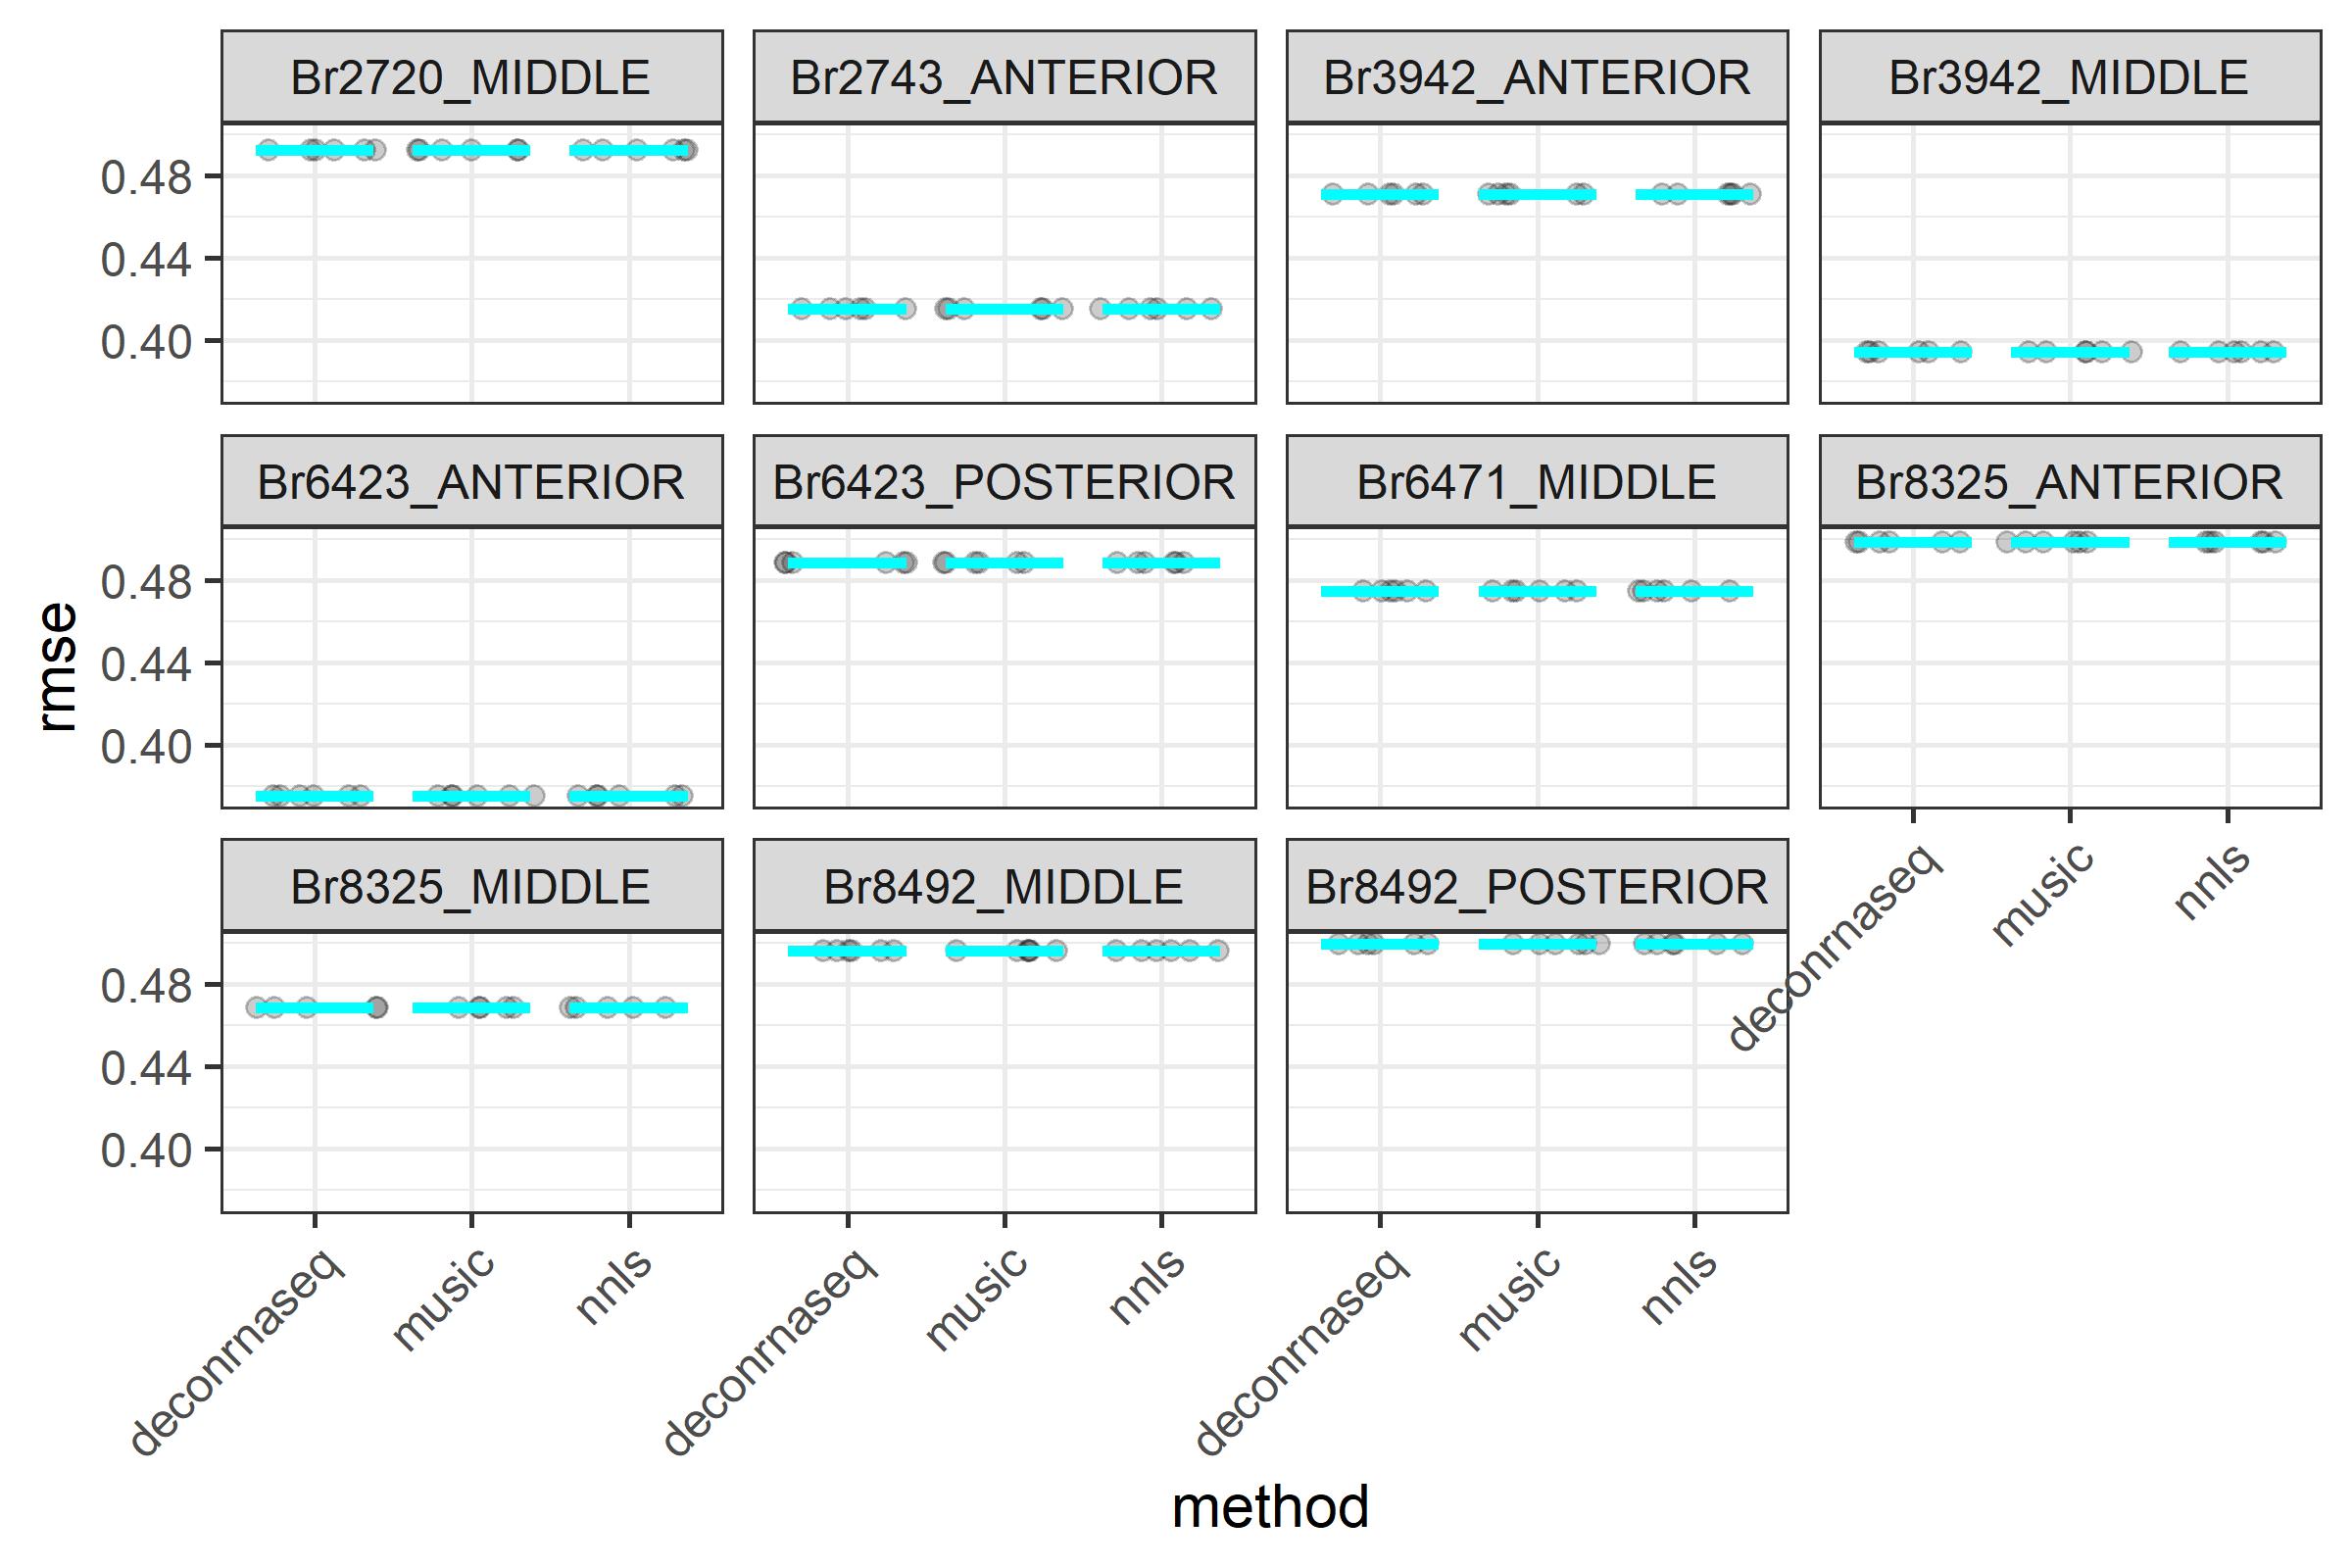 Br2720_MIDDLE
Br2743_ANTERIOR
Br3942_ANTERIOR
Br3942_MIDDLE
0.48
0.44
0.40
Br6423_ANTERIOR
Br6423_POSTERIOR
Br6471_MIDDLE
Br8325_ANTERIOR
0.48
0.44
0.40
rmse
deconrnaseq
music
nnls
Br8325_MIDDLE
Br8492_MIDDLE
Br8492_POSTERIOR
0.48
0.44
0.40
deconrnaseq
music
nnls
deconrnaseq
music
nnls
deconrnaseq
music
nnls
method